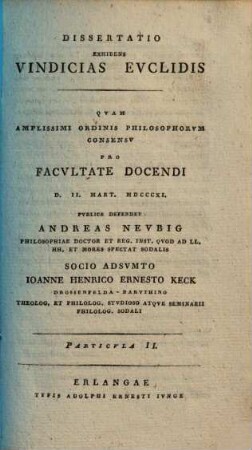 DISSERTATIO
EXHIBENS
VINDICIAS EVCLIDIS
QVAM
AMPLISSIMI ORDINIS PHILOSOPHORVM
CONSENSV
PRO
FACVLTATE DOCENDI
D. II. MART. MDCCCXI.
PVBLICE DEFENDET
ANDREAS NEVBIG
PHILOSOPHIAE DOCTOR ET REG. INST. QVOD AD LL.
HH. ET MORES SPECTAT SODALIS
SOCIO ADSVMTO
IOANNE HENRICO ERNESTO KECK
DROSSENFELDA-BARVTHINO
THEOLOG. ET PHILOLOG. STVDIOSO ATQVE SEMINARII
PHILOLOG. SODALI
PARTICVLA II.
ERLANGAE
TYPIS ADOLPHI ERNESTI IVNGE